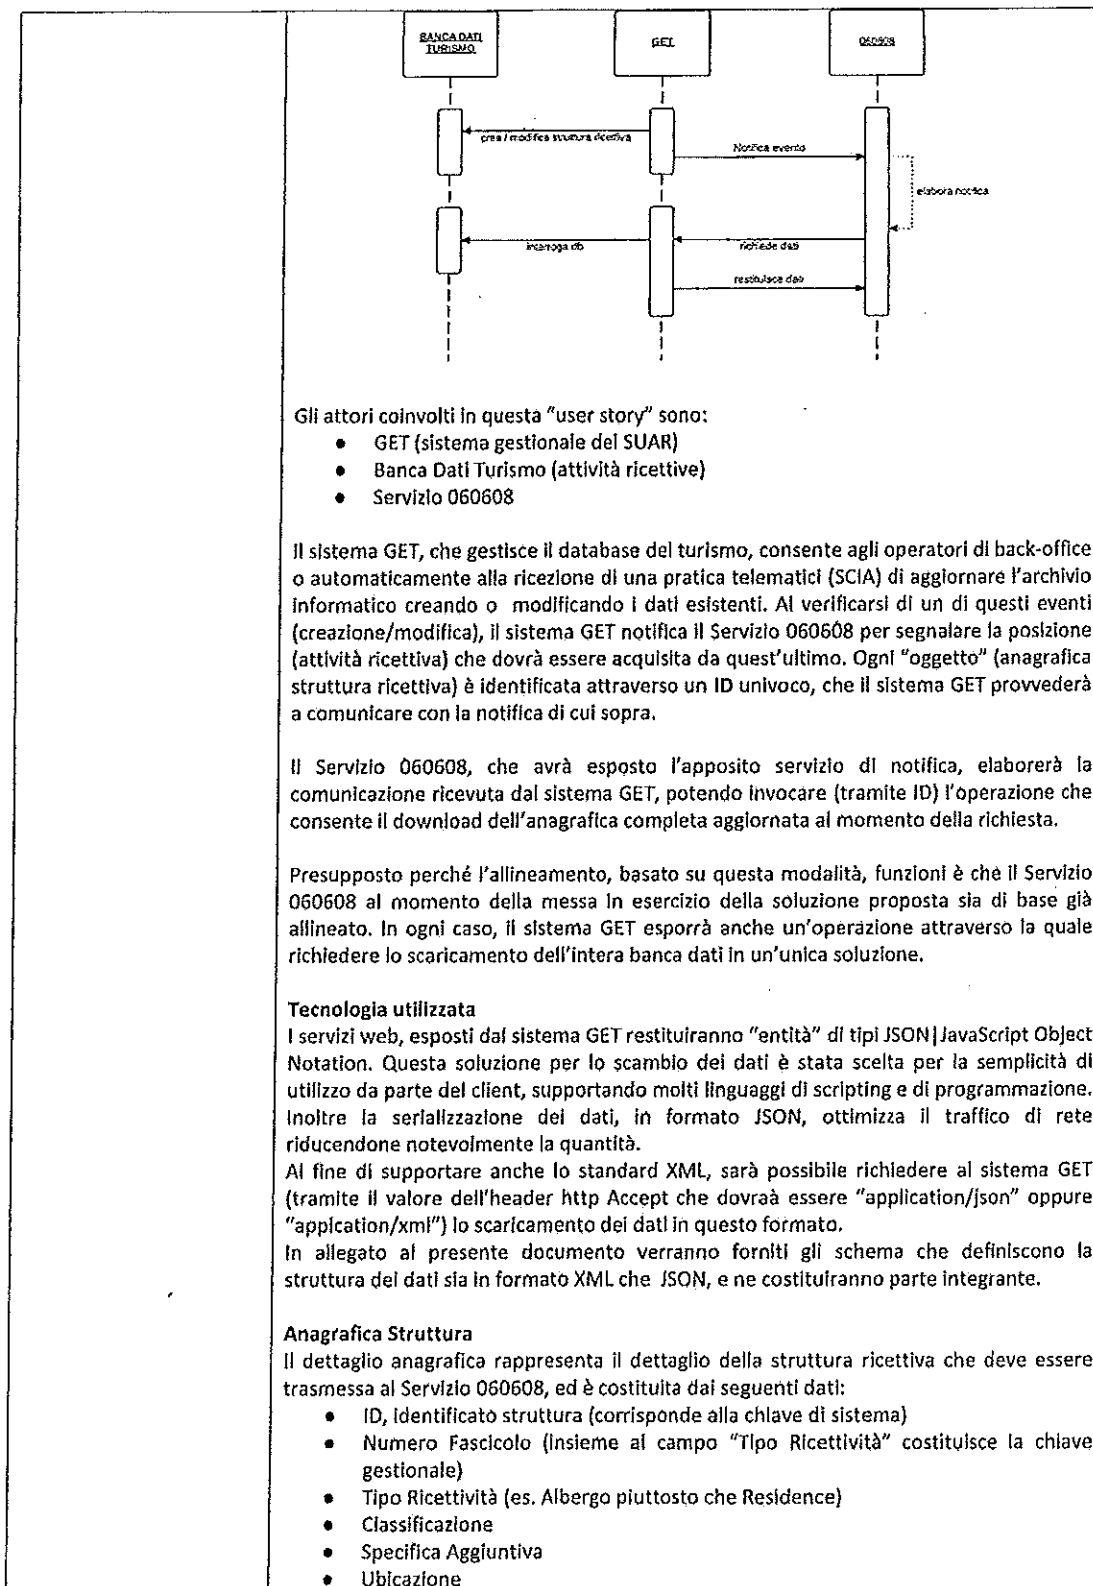 BANCA DATI
TURISMO
GET
060608
crea / modifica struttura ricettiva
Notifica evento
elabora notifica
interroga db
richiede dati
restituisce dati
Gli attori coinvolti in questa "user story" sono:
• GET (sistema gestionale del SUAR)
• Banca Dati Turismo (attività ricettive)
• Servizio 060608
Il sistema GET, che gestisce il database del turismo, consente agli operatori di back-office
o automaticamente alla ricezione di una pratica telematici (SCIA) di aggiornare l'archivio
informatico creando o modificando i dati esistenti. Al verificarsi di un di questi eventi
(creazione/modifica), il sistema GET notifica il Servizio 060608 per segnalare la posizione
(attività ricettiva) che dovrà essere acquisita da quest'ultimo. Ogni "oggetto" (anagrafica
struttura ricettiva) è identificata attraverso un ID univoco, che il sistema GET provvederà
a comunicare con la notifica di cui sopra.
Il Servizio 060608, che avrà esposto l'apposito servizio di notifica, elaborerà la
comunicazione ricevuta dal sistema GET, potendo invocare (tramite ID) l'operazione che
consente il download dell'anagrafica completa aggiornata al momento della richiesta.
Presupposto perché l'allineamento, basato su questa modalità, funzioni è che il Servizio
060608 al momento della messa in esercizio della soluzione proposta sia di base già
allineato. In ogni caso, il sistema GET esporrà anche un'operazione attraverso la quale
richiedere lo scaricamento dell'intera banca dati in un'unica soluzione.
Tecnologia utilizzata
I servizi web, esposti dal sistema GET restituiranno "entità" di tipi JSON|JavaScript Object
Notation. Questa soluzione per lo scambio dei dati è stata scelta per la semplicità di
utilizzo da parte del client, supportando molti linguaggi di scripting e di programmazione.
Inoltre la serializzazione dei dati, in formato JSON, ottimizza il traffico di rete
riducendone notevolmente la quantità.
Al fine di supportare anche lo standard XML, sarà possibile richiedere al sistema GET
(tramite il valore dell'header http Accept che dovraà essere "application/json" oppure
"appication/xml") lo scaricamento dei dati in questo formato.
In allegato al presente documento verranno forniti gli schema che definiscono la
struttura dei dati sia in formato XML che JSON, e ne costituiranno parte integrante.
Anagrafica Struttura
Il dettaglio anagrafica rappresenta il dettaglio della struttura ricettiva che deve essere
trasmessa al Servizio 060608, ed è costituita dai seguenti dati:
• ID, identificato struttura (corrisponde alla chiave di sistema)
• Numero Fascicolo (insieme al campo "Tipo Ricettività" costituisce la chiave
gestionale)
• Tipo Ricettività (es. Albergo piuttosto che Residence)
• Classificazione
• Specifica Aggiuntiva
• Ubicazione